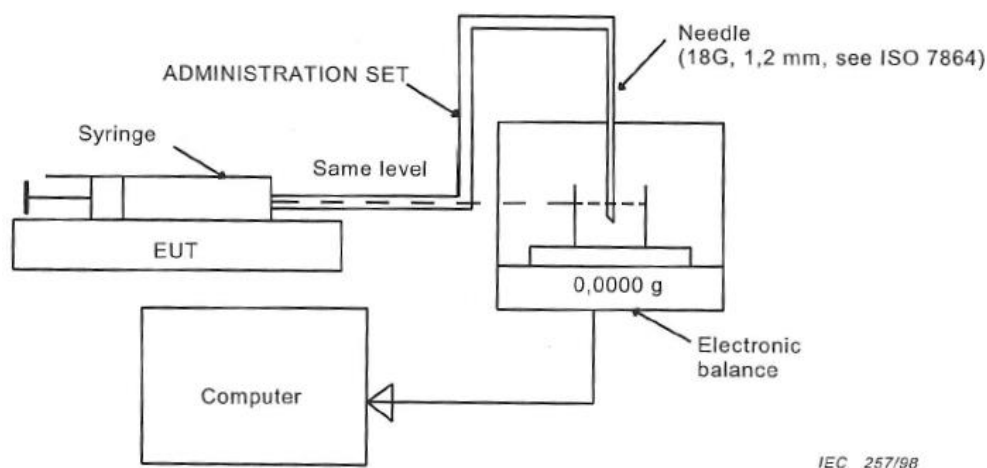 Needle
(18G, 1,2 mm, see ISO 7864)
ADMINISTRATION SET
Syringe
Same level
EUT
0,0000 g
Electronic
balance
Computer
IEC 257/98